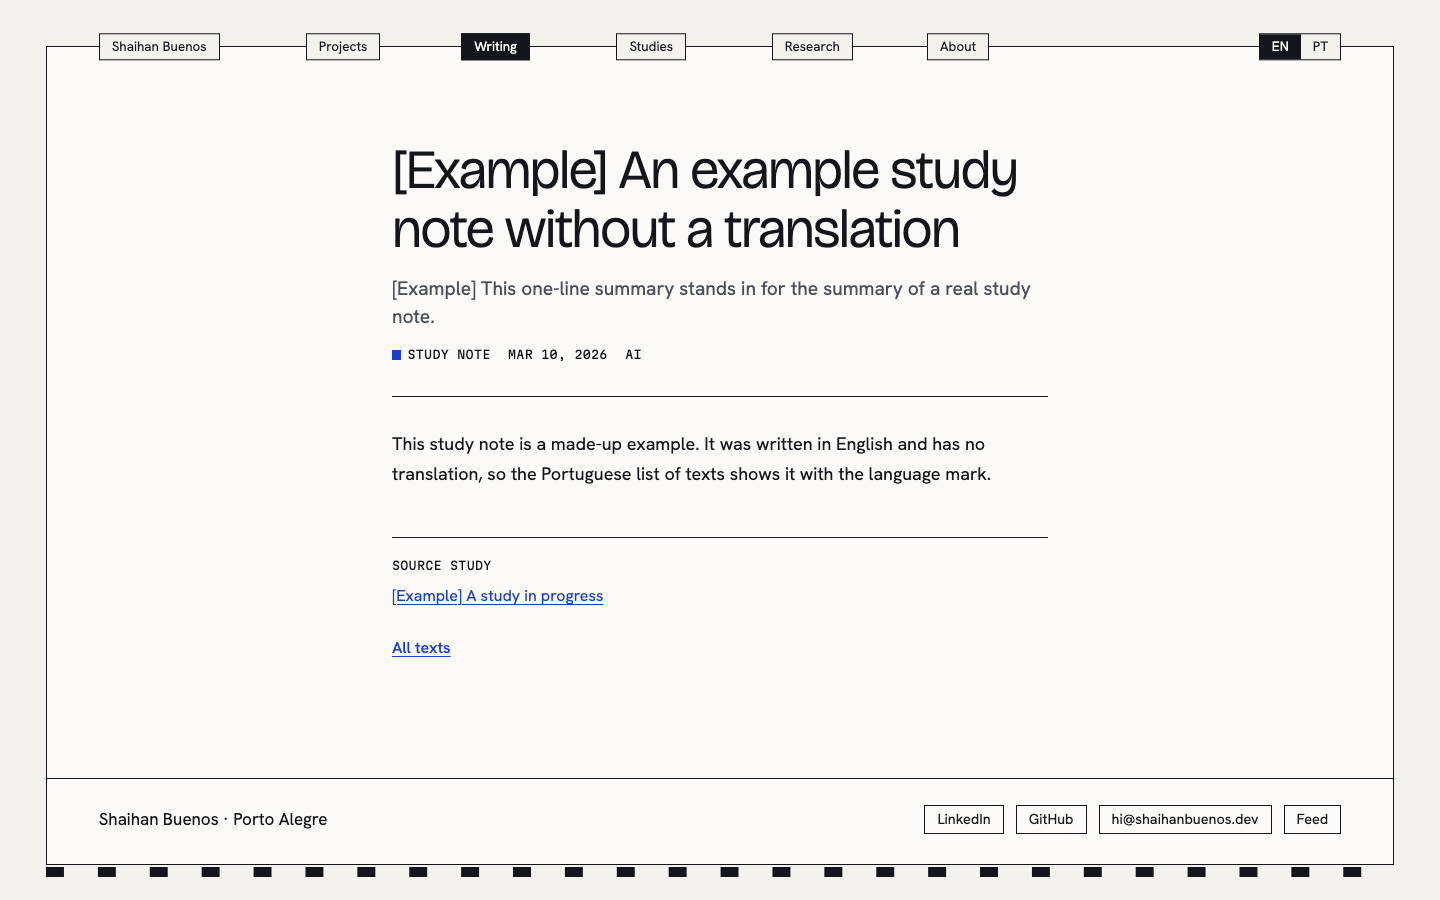 Shaihan Buenos Projects Writing Studies Research About EN PT
[Example] An example study
note without a translation
[Example] This one-line summary stands in for the summary of a real study
note.
STUDY NOTE MAR 10, 2026 AI
This study note is a made-up example. It was written in English and has no
translation, so the Portuguese list of texts shows it with the language mark.
SOURCE STUDY
[Example] A study in progress
All texts
Shaihan Buenos · Porto Alegre LinkedIn GitHub hi@shaihanbuenos.dev Feed